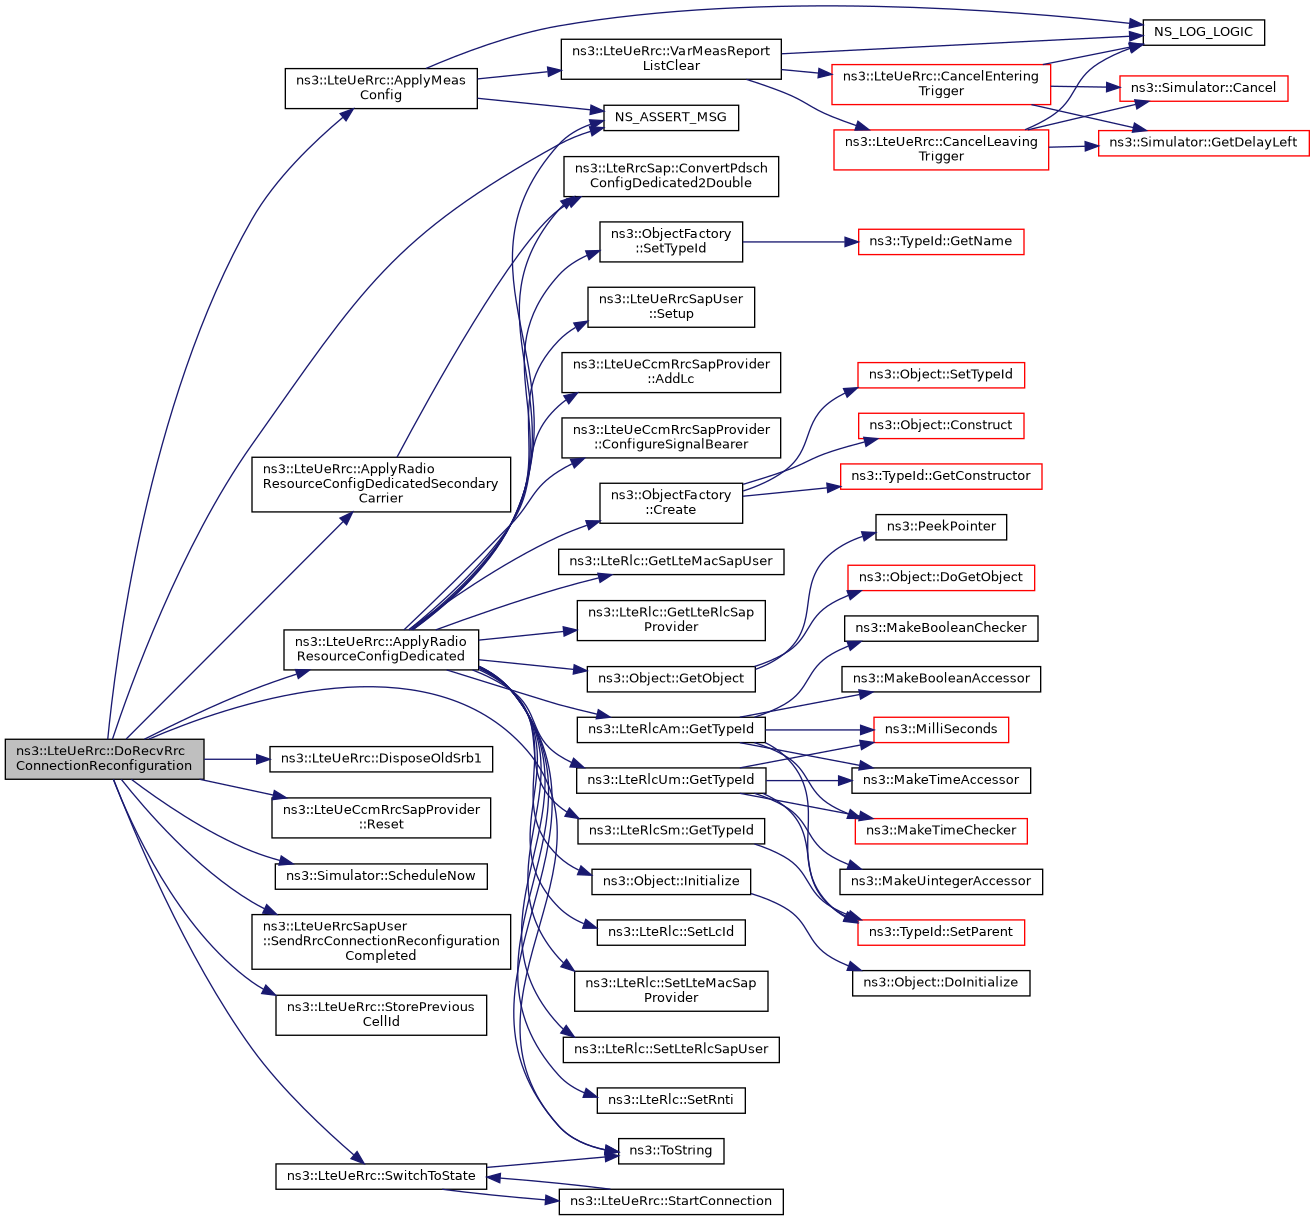 ns3::LteUeRrc::DoRecvRrc
ConnectionReconfiguration
ns3::LteUeRrc::ApplyMeas
Config
ns3::LteUeRrc::ApplyRadio
ResourceConfigDedicatedSecondary
Carrier
ns3::LteUeRrc::ApplyRadio
ResourceConfigDedicated
ns3::LteUeRrc::DisposeOldSrb1
ns3::LteUeCcmRrcSapProvider
::Reset
ns3::Simulator::ScheduleNow
ns3::LteUeRrcSapUser
::SendRrcConnectionReconfiguration
Completed
ns3::LteUeRrc::StorePrevious
CellId
ns3::LteUeRrc::SwitchToState
ns3::LteUeRrc::VarMeasReport
ListClear
NS_ASSERT_MSG
ns3::LteRrcSap::ConvertPdsch
ConfigDedicated2Double
ns3::ObjectFactory
::SetTypeId
ns3::LteUeRrcSapUser
::Setup
ns3::LteUeCcmRrcSapProvider
::AddLc
ns3::LteUeCcmRrcSapProvider
::ConfigureSignalBearer
ns3::ObjectFactory
::Create
ns3::LteRlc::GetLteMacSapUser
ns3::LteRlc::GetLteRlcSap
Provider
ns3::Object::GetObject
ns3::LteRlcAm::GetTypeId
ns3::LteRlcUm::GetTypeId
ns3::LteRlcSm::GetTypeId
ns3::Object::Initialize
ns3::LteRlc::SetLcId
ns3::LteRlc::SetLteMacSap
Provider
ns3::LteRlc::SetLteRlcSapUser
ns3::LteRlc::SetRnti
ns3::ToString
ns3::LteUeRrc::StartConnection
ns3::LteUeRrc::CancelEntering
Trigger
ns3::LteUeRrc::CancelLeaving
Trigger
ns3::TypeId::GetName
ns3::Object::SetTypeId
ns3::Object::Construct
ns3::TypeId::GetConstructor
ns3::PeekPointer
ns3::Object::DoGetObject
ns3::MakeBooleanChecker
ns3::MakeBooleanAccessor
ns3::MilliSeconds
ns3::MakeTimeAccessor
ns3::MakeTimeChecker
ns3::MakeUintegerAccessor
ns3::TypeId::SetParent
ns3::Object::DoInitialize
NS_LOG_LOGIC
ns3::Simulator::Cancel
ns3::Simulator::GetDelayLeft